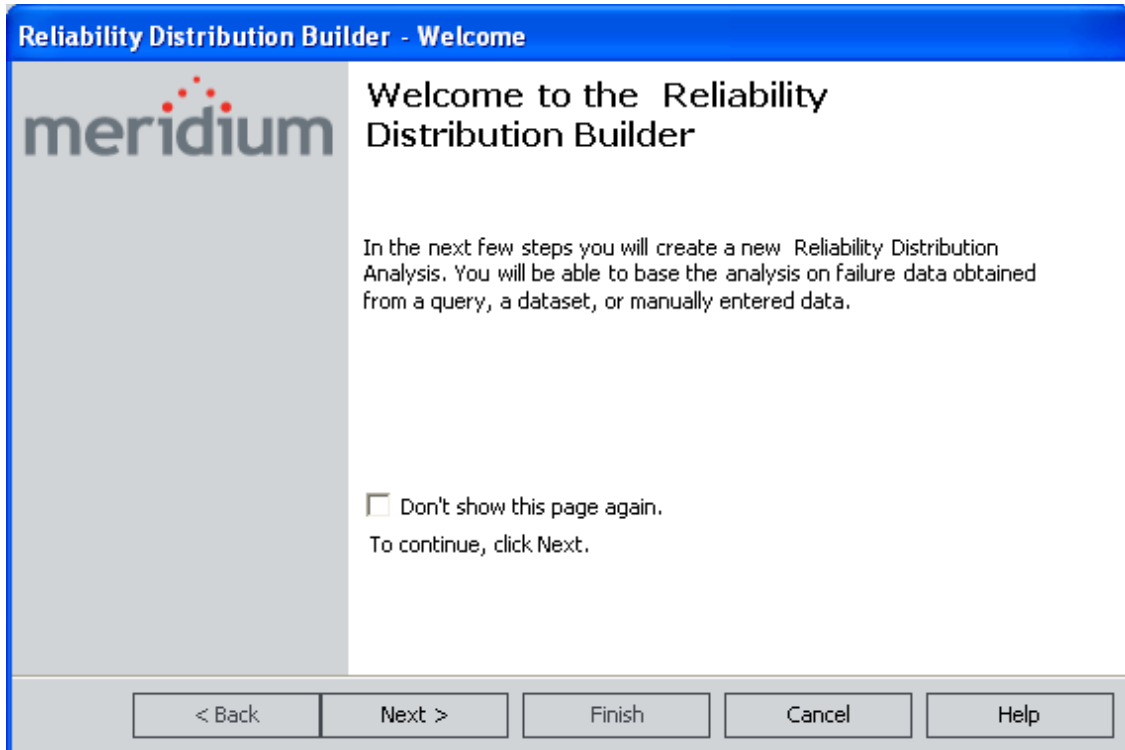 Reliability Distribution Builder - Welcome
meridium
Welcome to the Reliability
Distribution Builder
In the next few steps you will create a new Reliability Distribution
Analysis. You will be able to base the analysis on failure data obtained
from a query, a dataset, or manually entered data.
Don't show this page again.
To continue, click Next.
< Back
Next >
Finish
Cancel
Help